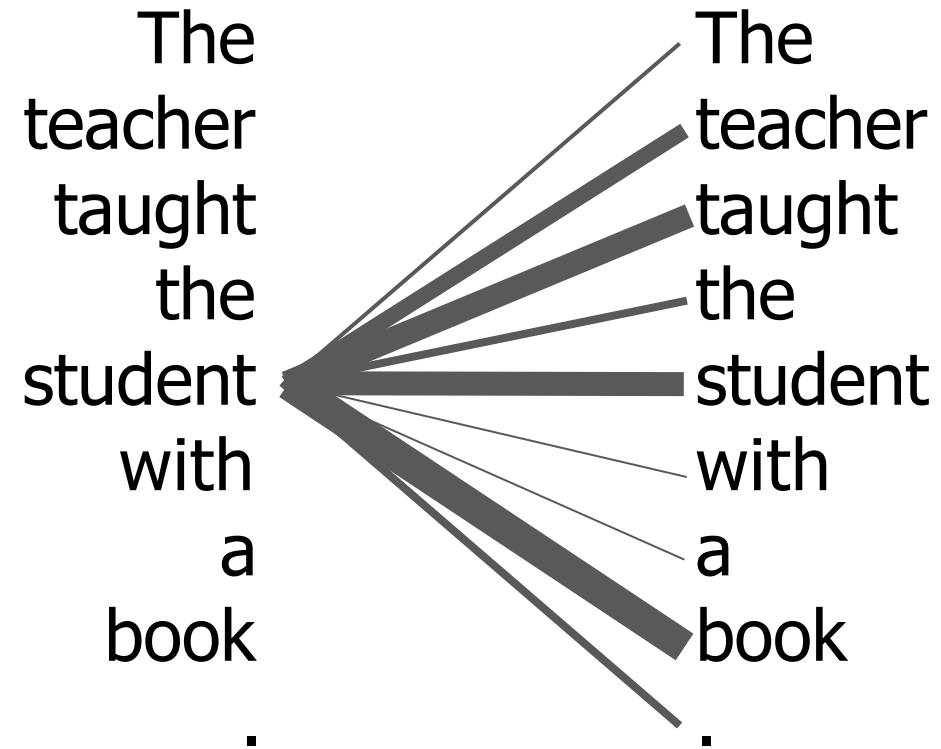 The The
teacher teacher
taught taught
the the
student student
with with
a a
book book
. .